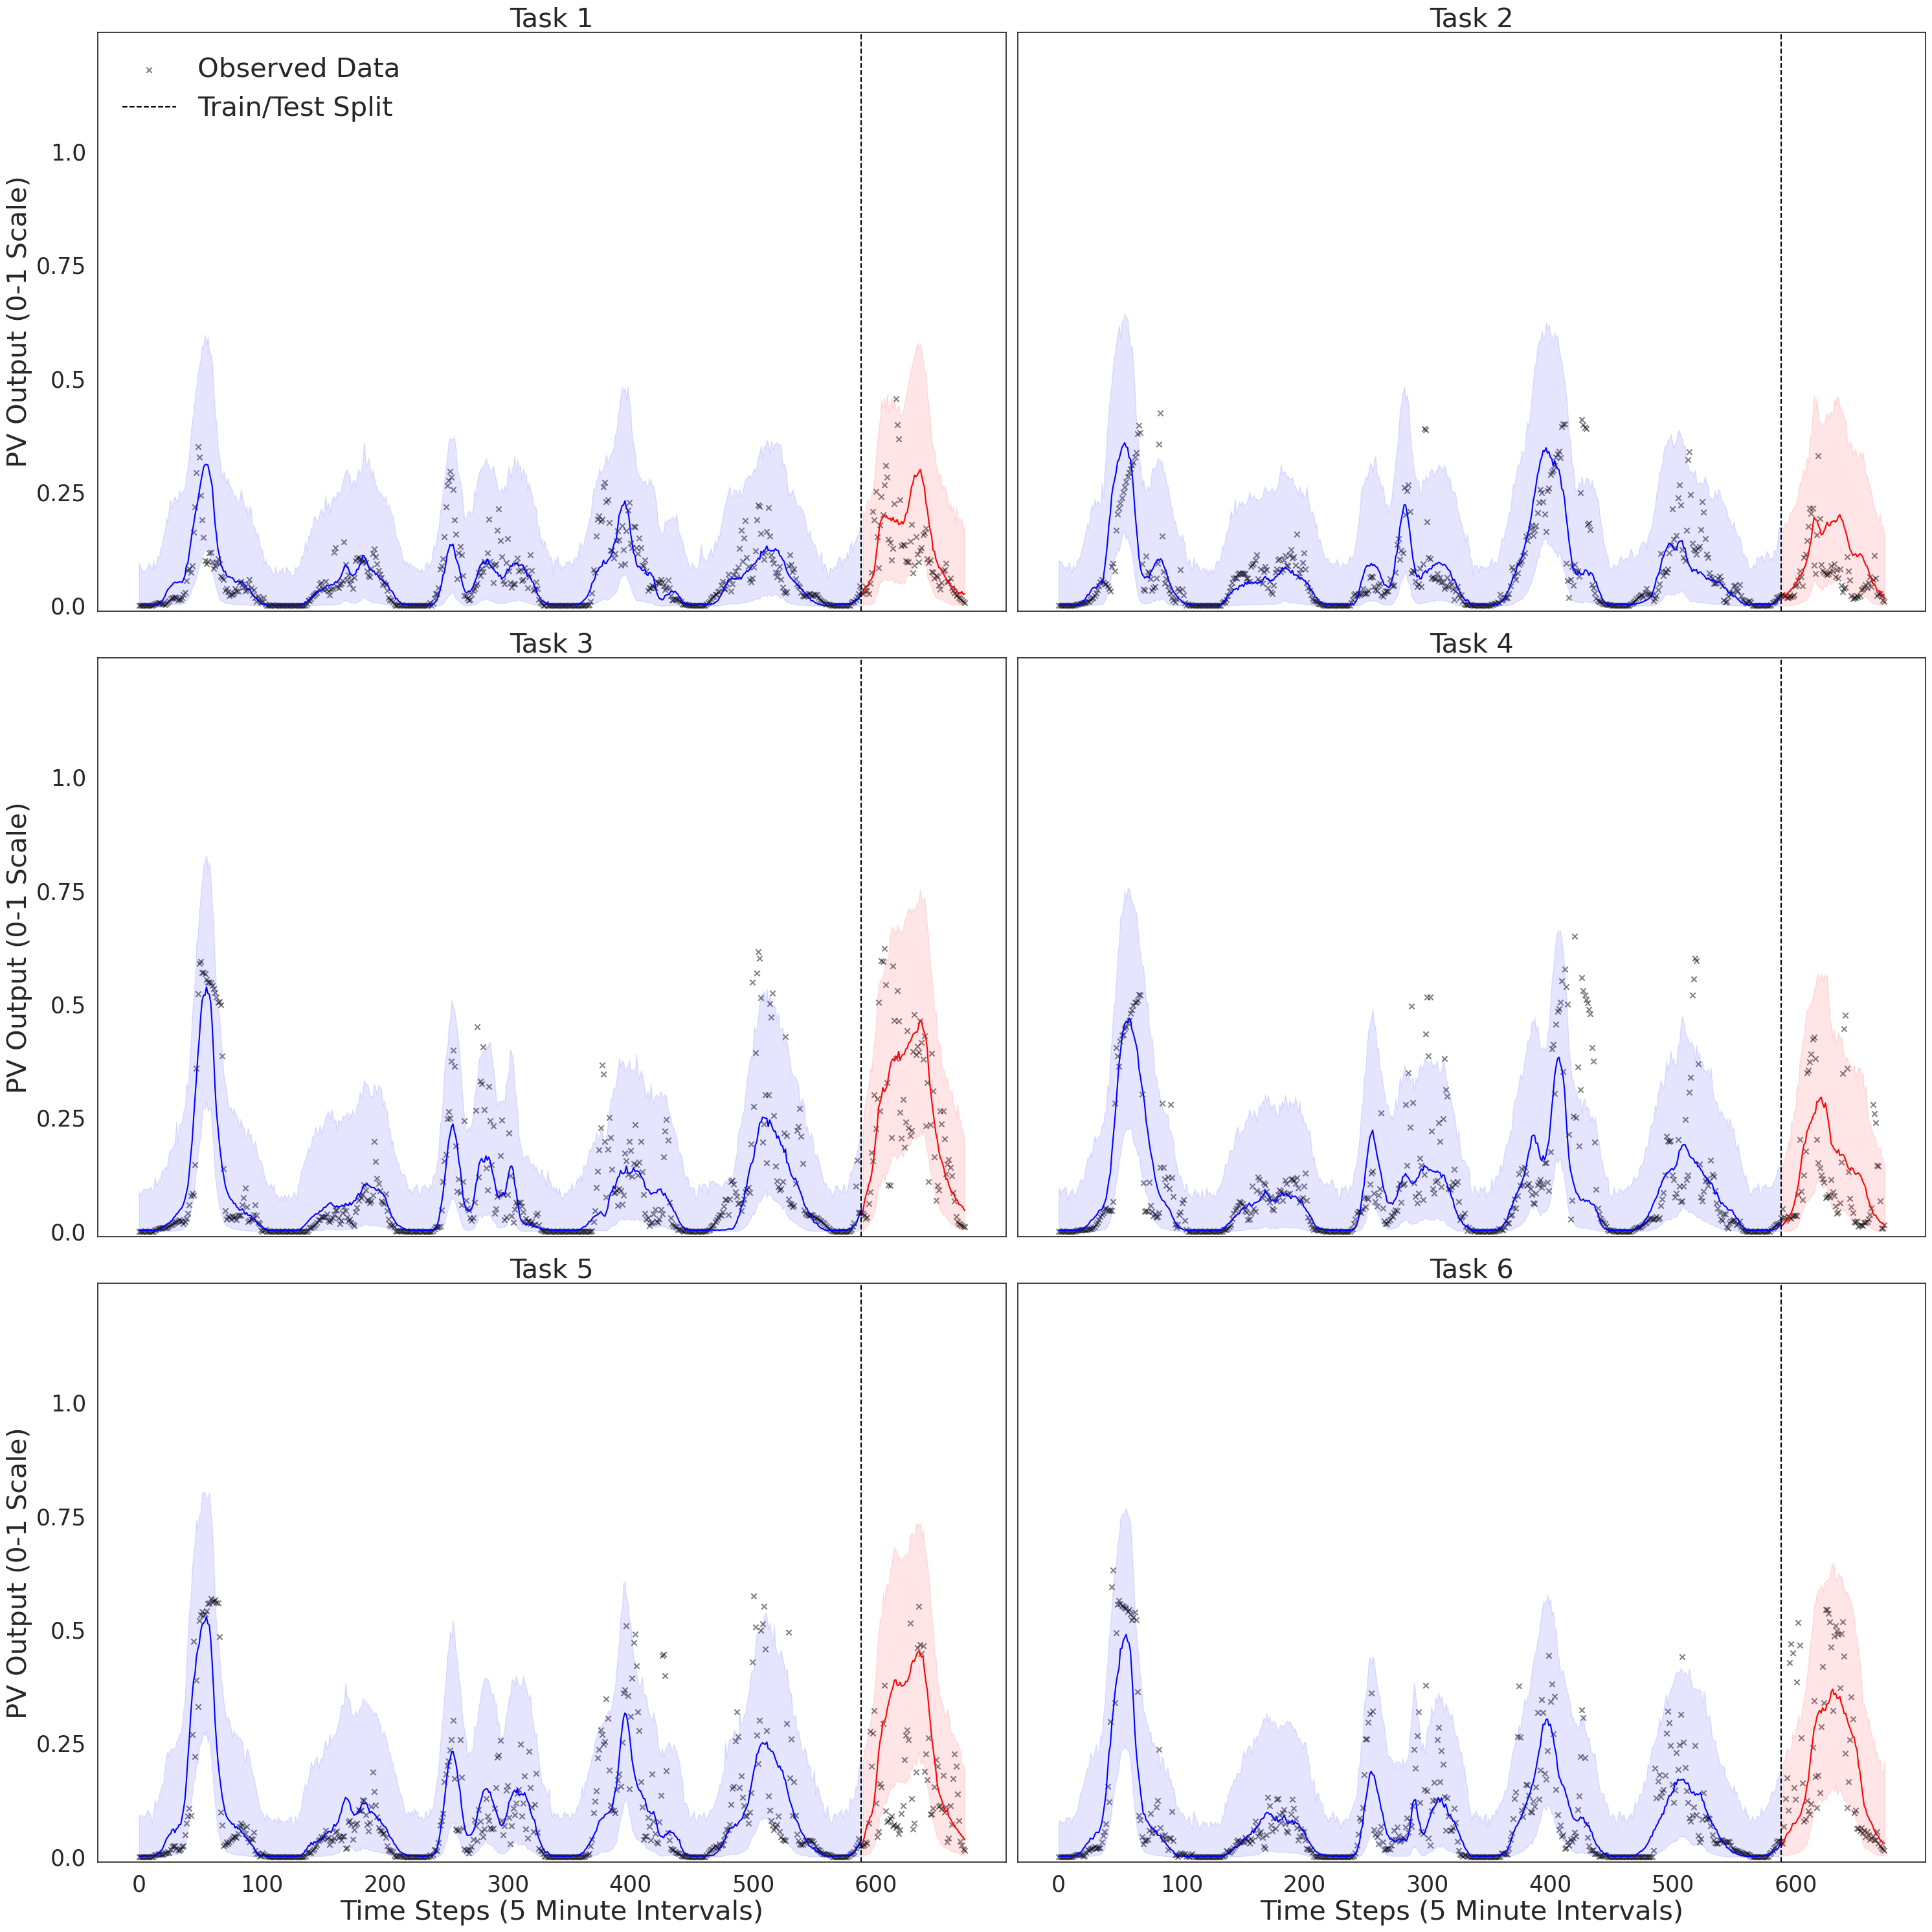 Task 1
Task 2
Observed Data
Train/Test Split
PV Output (0-1 Scale)
1.0
0.75
0.5
0.25
0.0
Task 3
Task 4
PV Output (0-1 Scale)
1.0
0.75
0.5
0.25
0.0
Task 5
Task 6
PV Output (0-1 Scale)
1.0
0.75
0.5
0.25
0.0
0 100 200 300 400 500 600
0 100 200 300 400 500 600
Time Steps (5 Minute Intervals)
Time Steps (5 Minute Intervals)